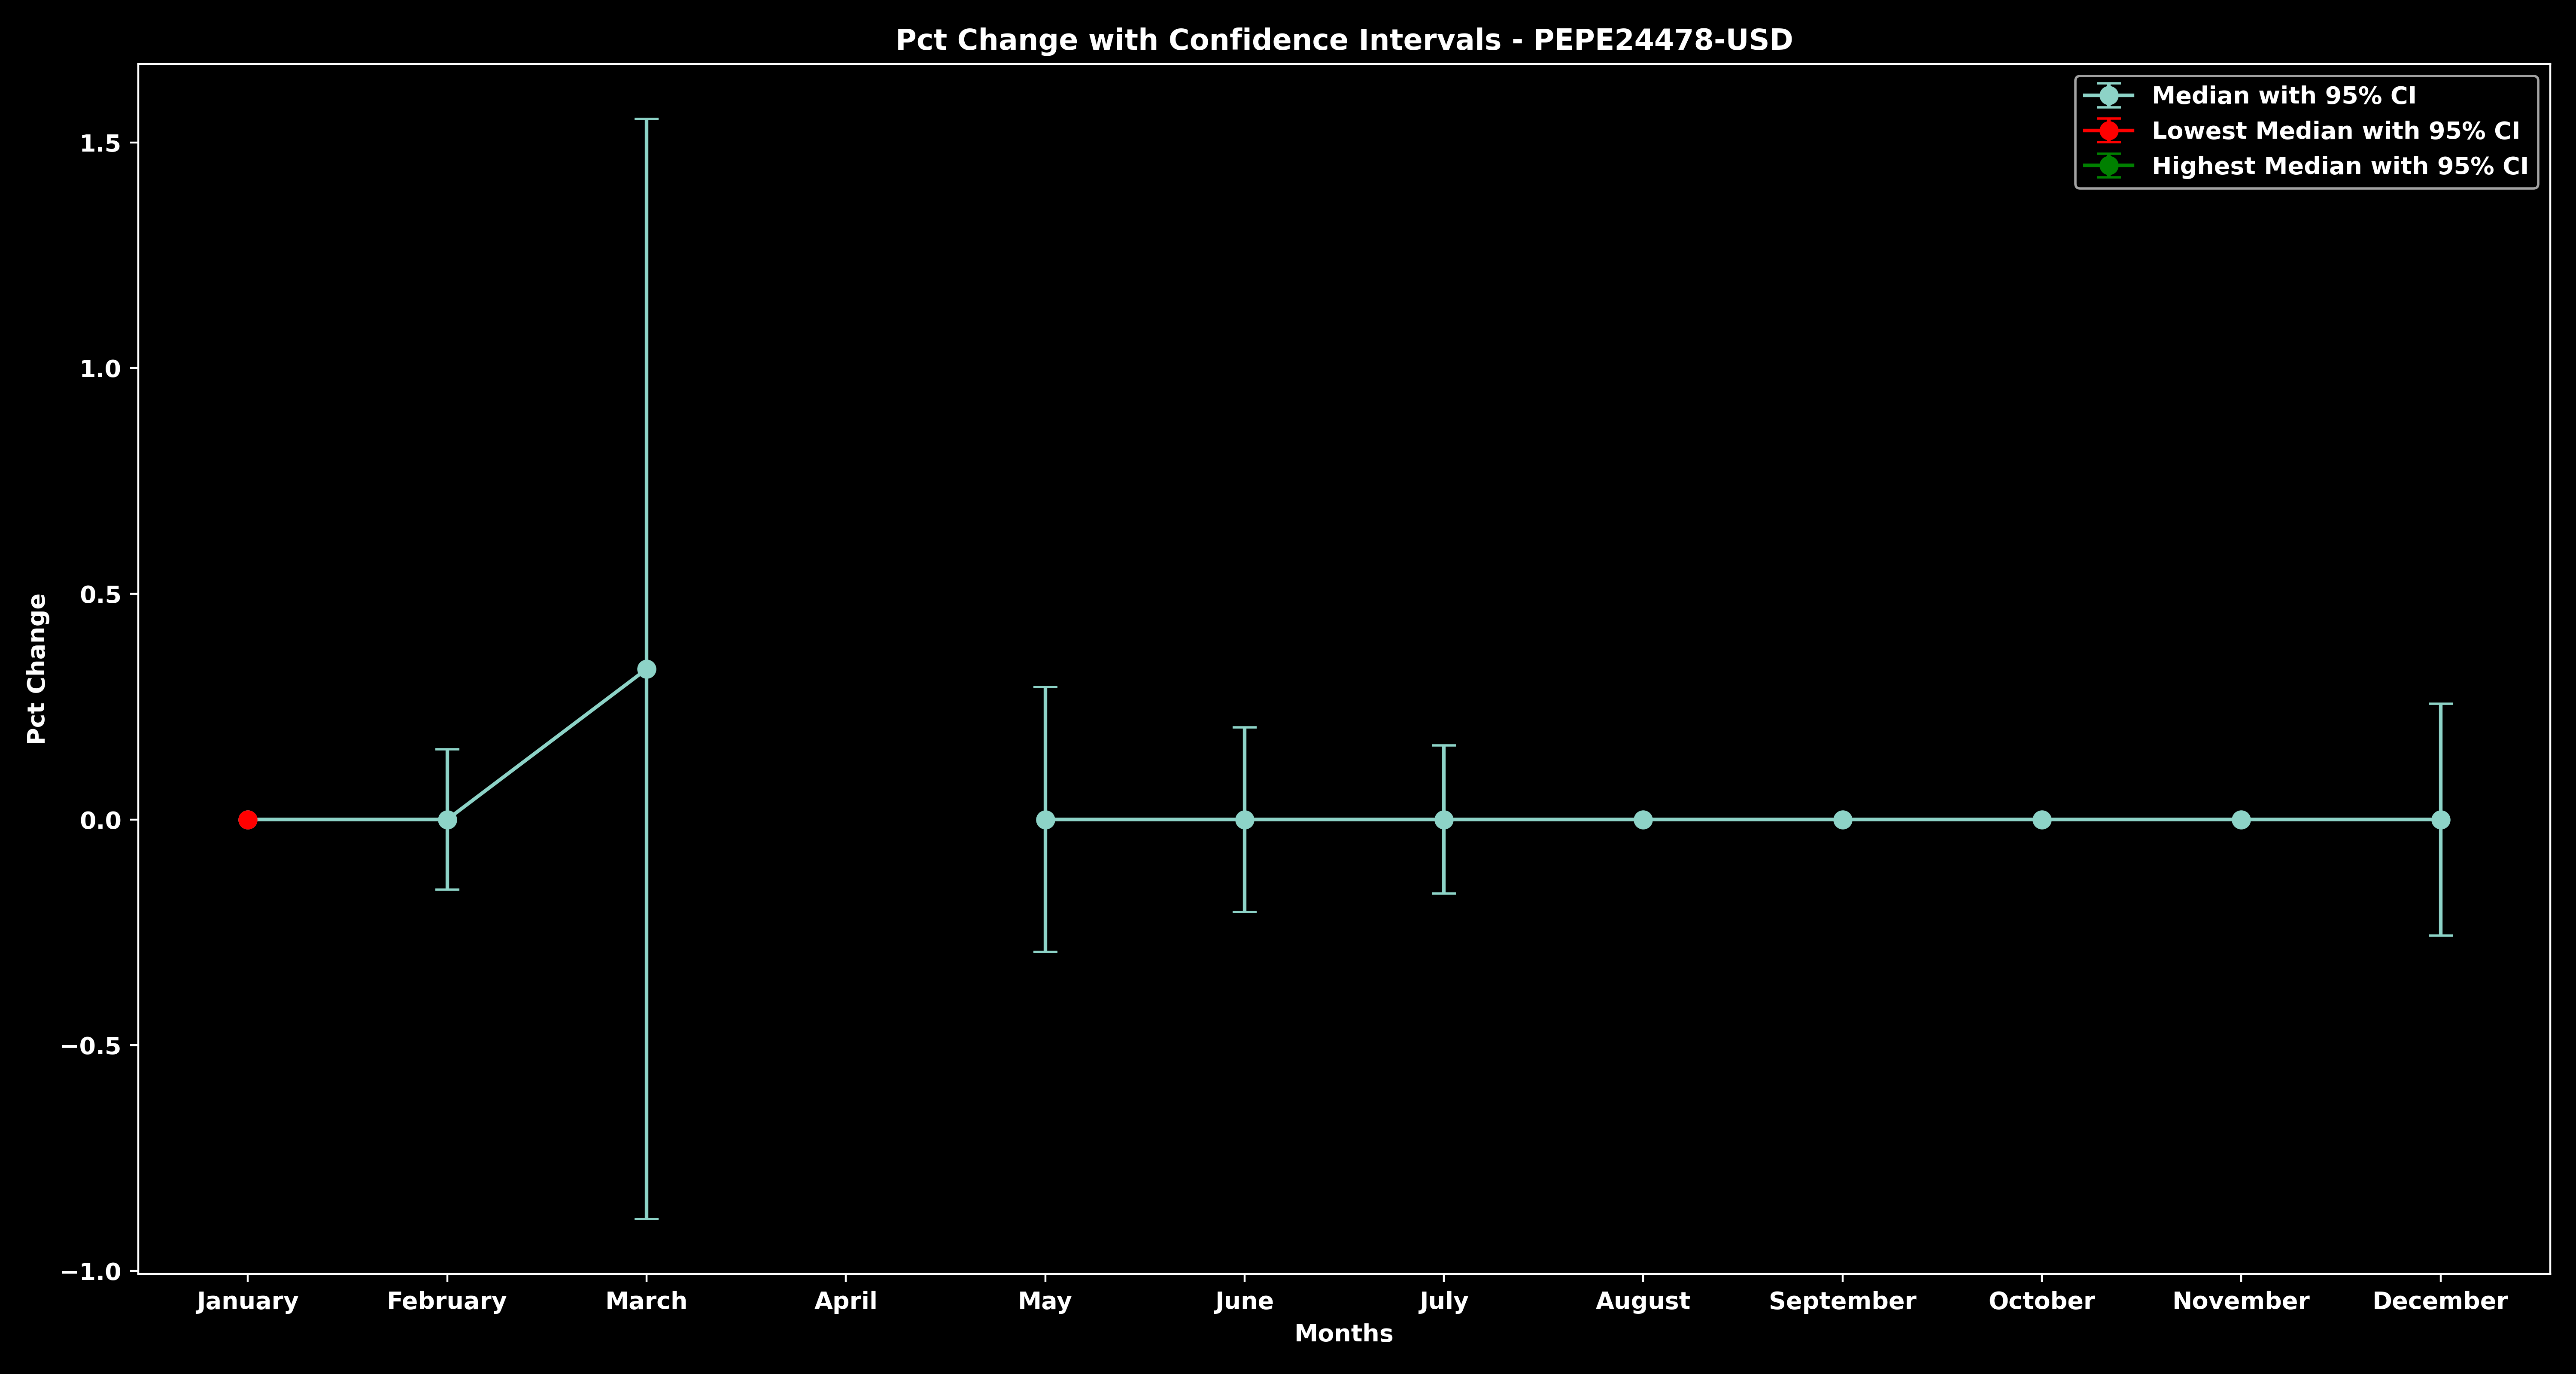 Pct Change with Confidence Intervals - PEPE24478-USD
Median with 95% CI
Lowest Median with 95% CI
Highest Median with 95% CI
Pct Change
1.5
1.0
0.5
0.0
−0.5
−1.0
January February March April May June July August September October November December
Months